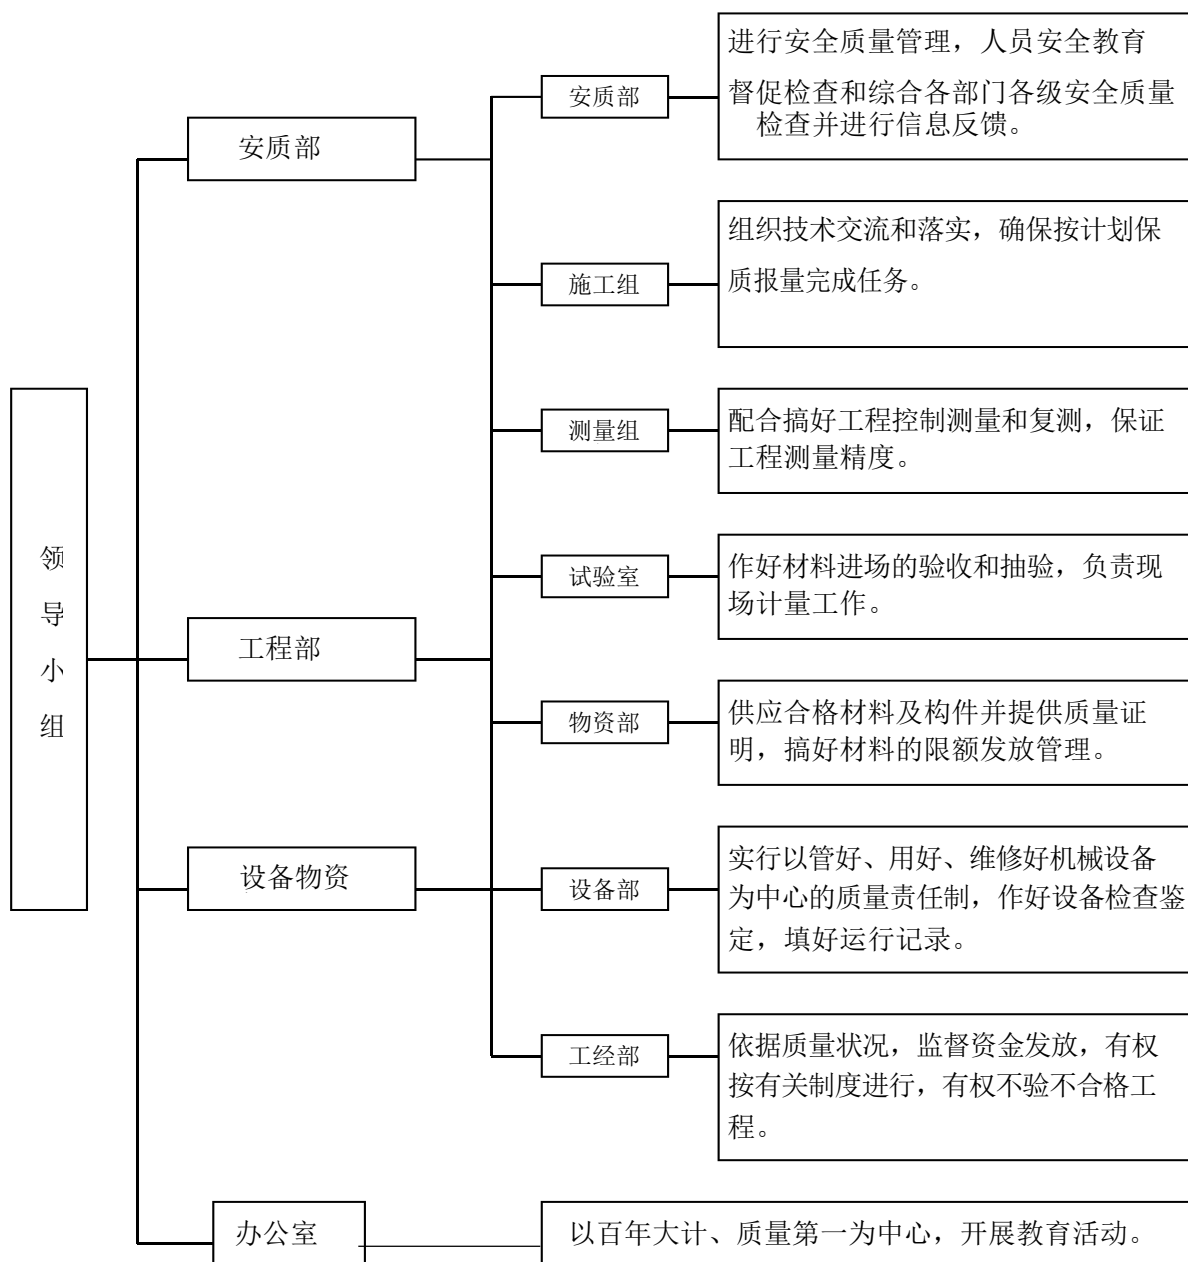 领
导
小
组
安质部
工程部
设备物资
办公室
安质部
进行安全质量管理，人员安全教育
督促检查和综合各部门各级安全质量
检查并进行信息反馈。
施工组
组织技术交流和落实，确保按计划保
质报量完成任务。
测量组
配合搞好工程控制测量和复测，保证
工程测量精度。
试验室
作好材料进场的验收和抽验，负责现
场计量工作。
物资部
供应合格材料及构件并提供质量证
明，搞好材料的限额发放管理。
设备部
实行以管好、用好、维修好机械设备
为中心的质量责任制，作好设备检查鉴
定，填好运行记录。
工经部
依据质量状况，监督资金发放，有权
按有关制度进行，有权不验不合格工
程。
以百年大计、质量第一为中心，开展教育活动。